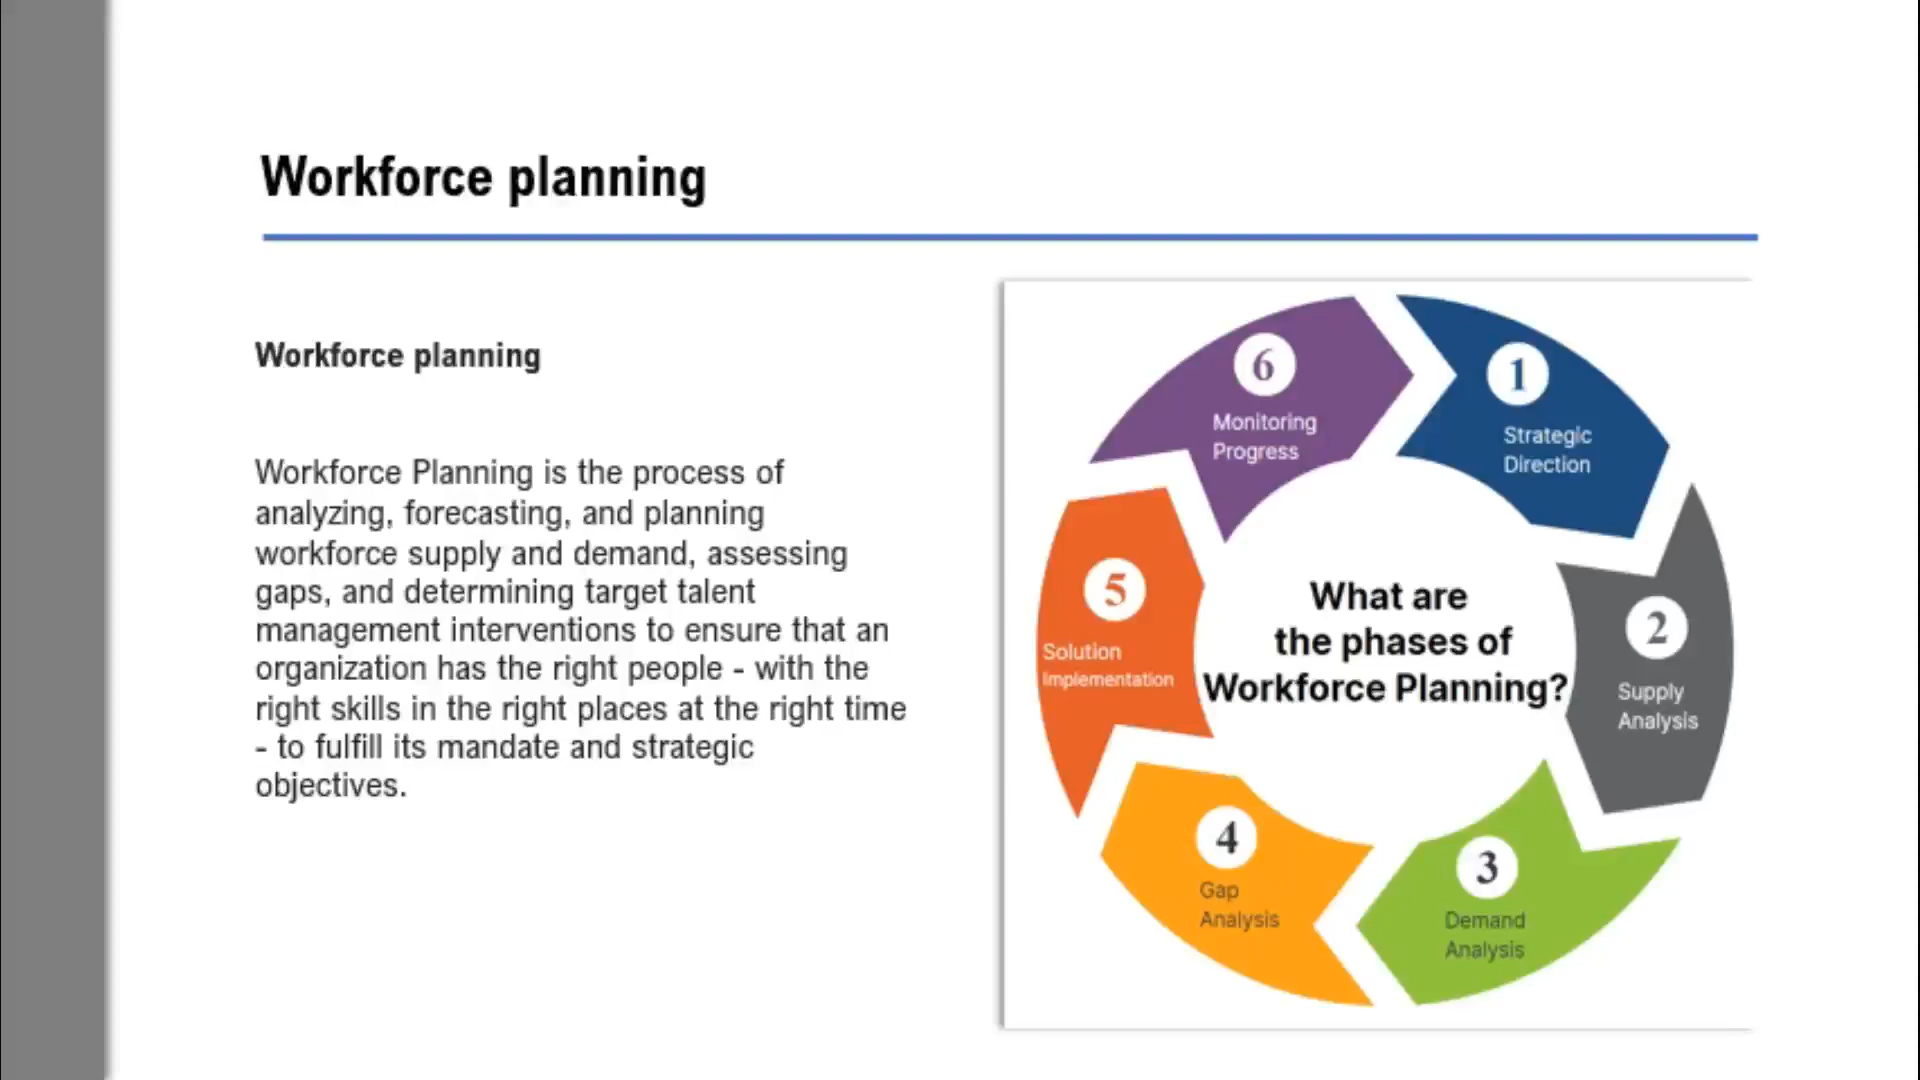 Workforce planning
Workforce planning
Workforce Planning is the process of
analyzing, forecasting, and planning
workforce supply and demand, assessing
gaps, and determining target talent
management interventions to ensure that an
organization has the right people - with the
right skills in the right places at the right time
- to fulfill its mandate and strategic
objectives.
What are
the phases of
Workforce Planning?
1
Strategic
Direction
2
Supply
Analysis
3
Demand
Analysis
4
Gap
Analysis
5
Solution
Implementation
6
Monitoring
Progress